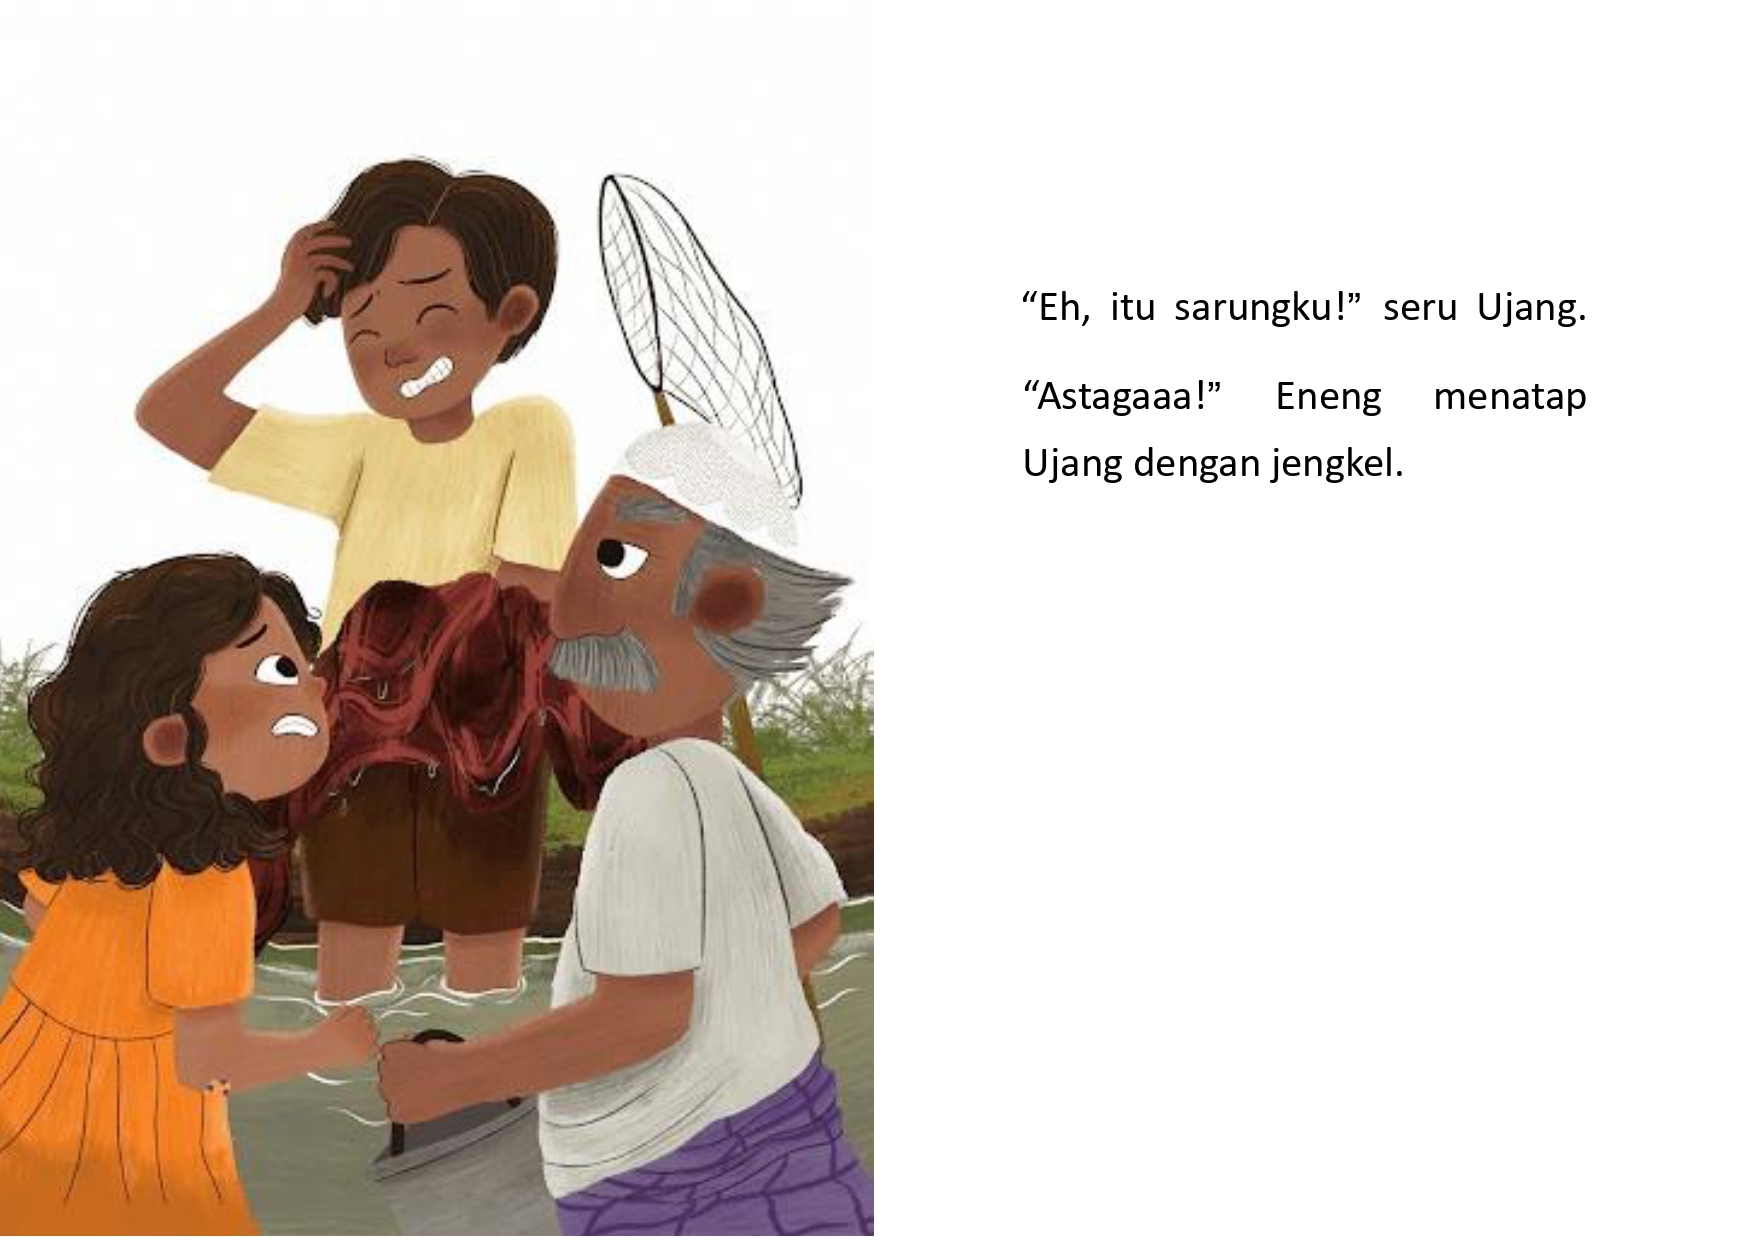 “Eh, itu sarungku!” seru Ujang.
“Astagaaa!” Eneng menatap
Ujang dengan jengkel.